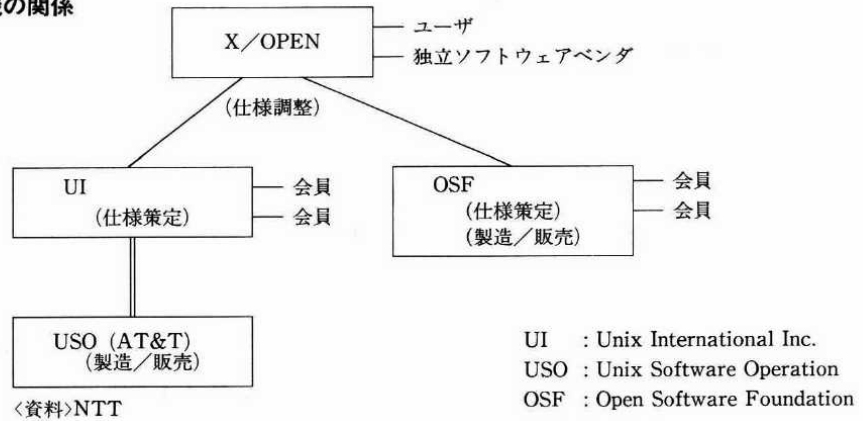 の関係
X/OPEN
ユーザ
独立ソフトウェアベンダ
(仕様調整)
UI
(仕様策定)
会員
会員
OSF
(仕様策定)
(製造/販売)
会員
会員
USO (AT&T)
(製造/販売)
UI : Unix International Inc.
USO : Unix Software Operation
OSF : Open Software Foundation
〈資料〉NTT